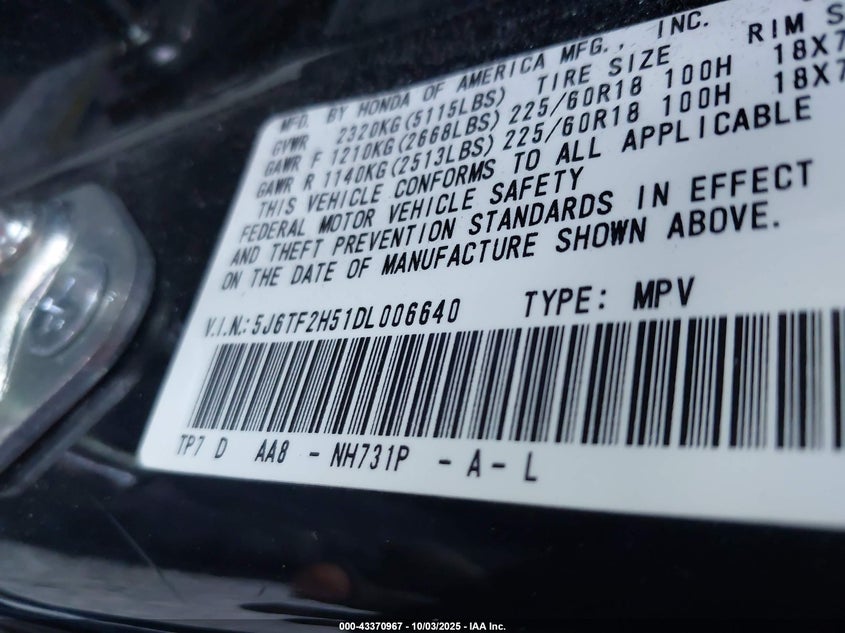 MFD. BY HONDA OF AMERICA MFG., INC.
GVWR 2320KG(5115LBS) TIRE SIZE RIM S
GAWR F 1210KG(2668LBS) 225/60R18 100H 18X7
GAWR R 1140KG(2513LBS) 225/60R18 100H 18X7
THIS VEHICLE CONFORMS TO ALL APPLICABLE
FEDERAL MOTOR VEHICLE SAFETY
AND THEFT PREVENTION STANDARDS IN EFFECT
ON THE DATE OF MANUFACTURE SHOWN ABOVE.
V.I.N.: 5J6TF2H51DL006640 TYPE: MPV
TP7 D AA8 - NH731P - A - L
000-43370967 - 10/03/2025 - IAA Inc.